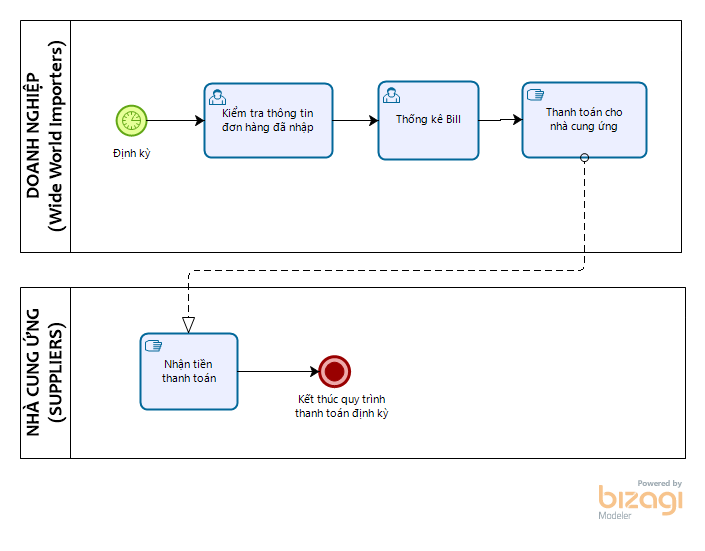 DOANH NGHIỆP
(Wide World Importers)
Định kỳ
Kiểm tra thông tin
đơn hàng đã nhập
Thống kê Bill
Thanh toán cho
nhà cung ứng
NHÀ CUNG ỨNG
(SUPPLIERS)
Nhận tiền
thanh toán
Kết thúc quy trình
thanh toán định kỳ
Powered by
bizagi
Modeler